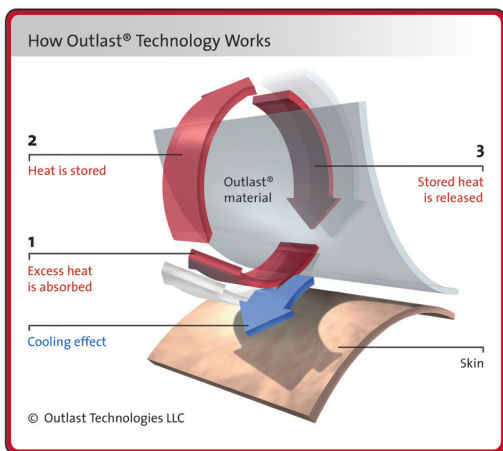 How Outlast® Technology Works
2
Heat is stored
3
Stored heat
is released
Outlast®
material
1
Excess heat
is absorbed
Cooling effect
Skin
© Outlast Technologies LLC